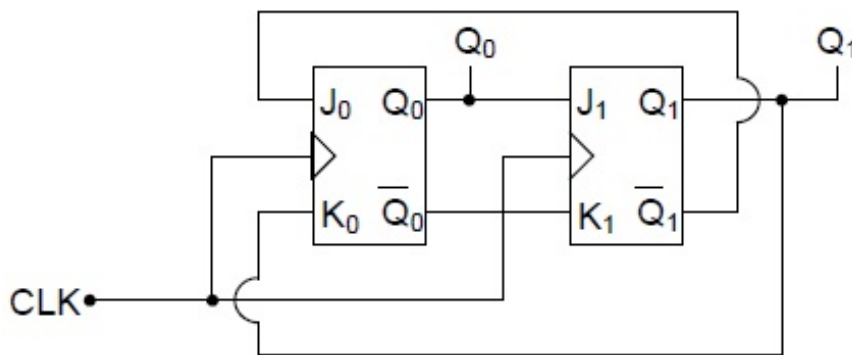 Q₀ Q₁
J₀ Q₀ J₁ Q₁
K₀ Q̅₀ K₁ Q̅₁
CLK